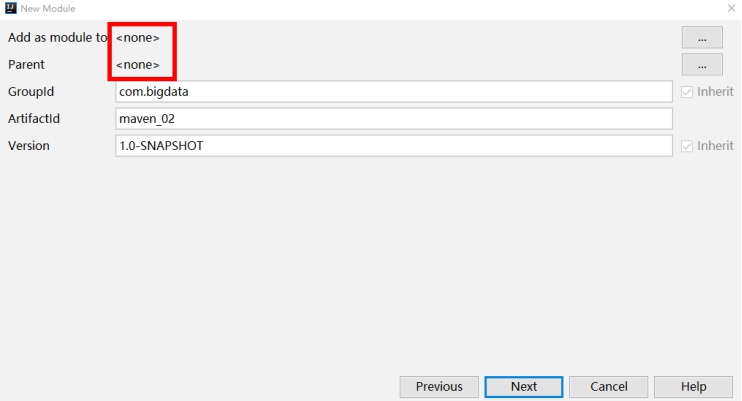 New Module
Add as module to <none>
...
Parent <none>
...
GroupId com.bigdata Inherit
ArtifactId maven_02
Version 1.0-SNAPSHOT Inherit
Previous Next Cancel Help